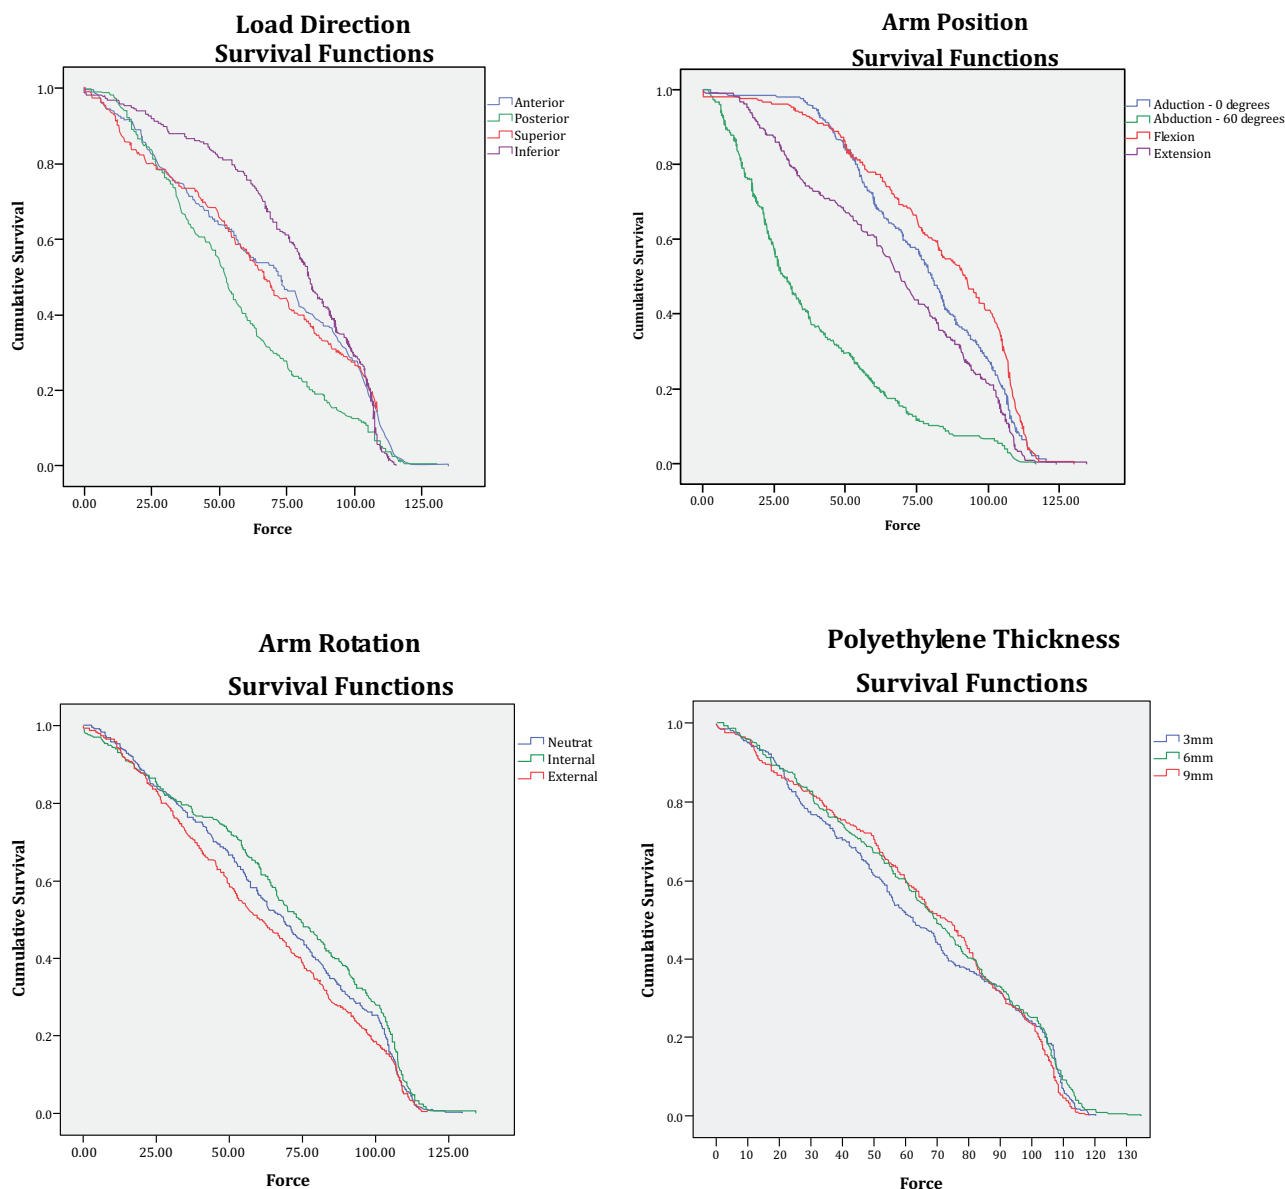 Load Direction
Survival Functions
1.0
0.8
0.6
0.4
0.2
0.0
Cumulative Survival
0.00 25.00 50.00 75.00 100.00 125.00
Force
Anterior
Posterior
Superior
Inferior
Arm Position
Survival Functions
1.0
0.8
0.6
0.4
0.2
0.0
Cumulative Survival
0.00 25.00 50.00 75.00 100.00 125.00
Force
Aduction - 0 degrees
Abduction - 60 degrees
Flexion
Extension
Arm Rotation
Survival Functions
1.0
0.8
0.6
0.4
0.2
0.0
Cumulative Survival
0.00 25.00 50.00 75.00 100.00 125.00
Force
Neutrat
Internal
External
Polyethylene Thickness
Survival Functions
1.0
0.8
0.6
0.4
0.2
0.0
Cumulative Survival
0 10 20 30 40 50 60 70 80 90 100 110 120 130
Force
3mm
6mm
9mm